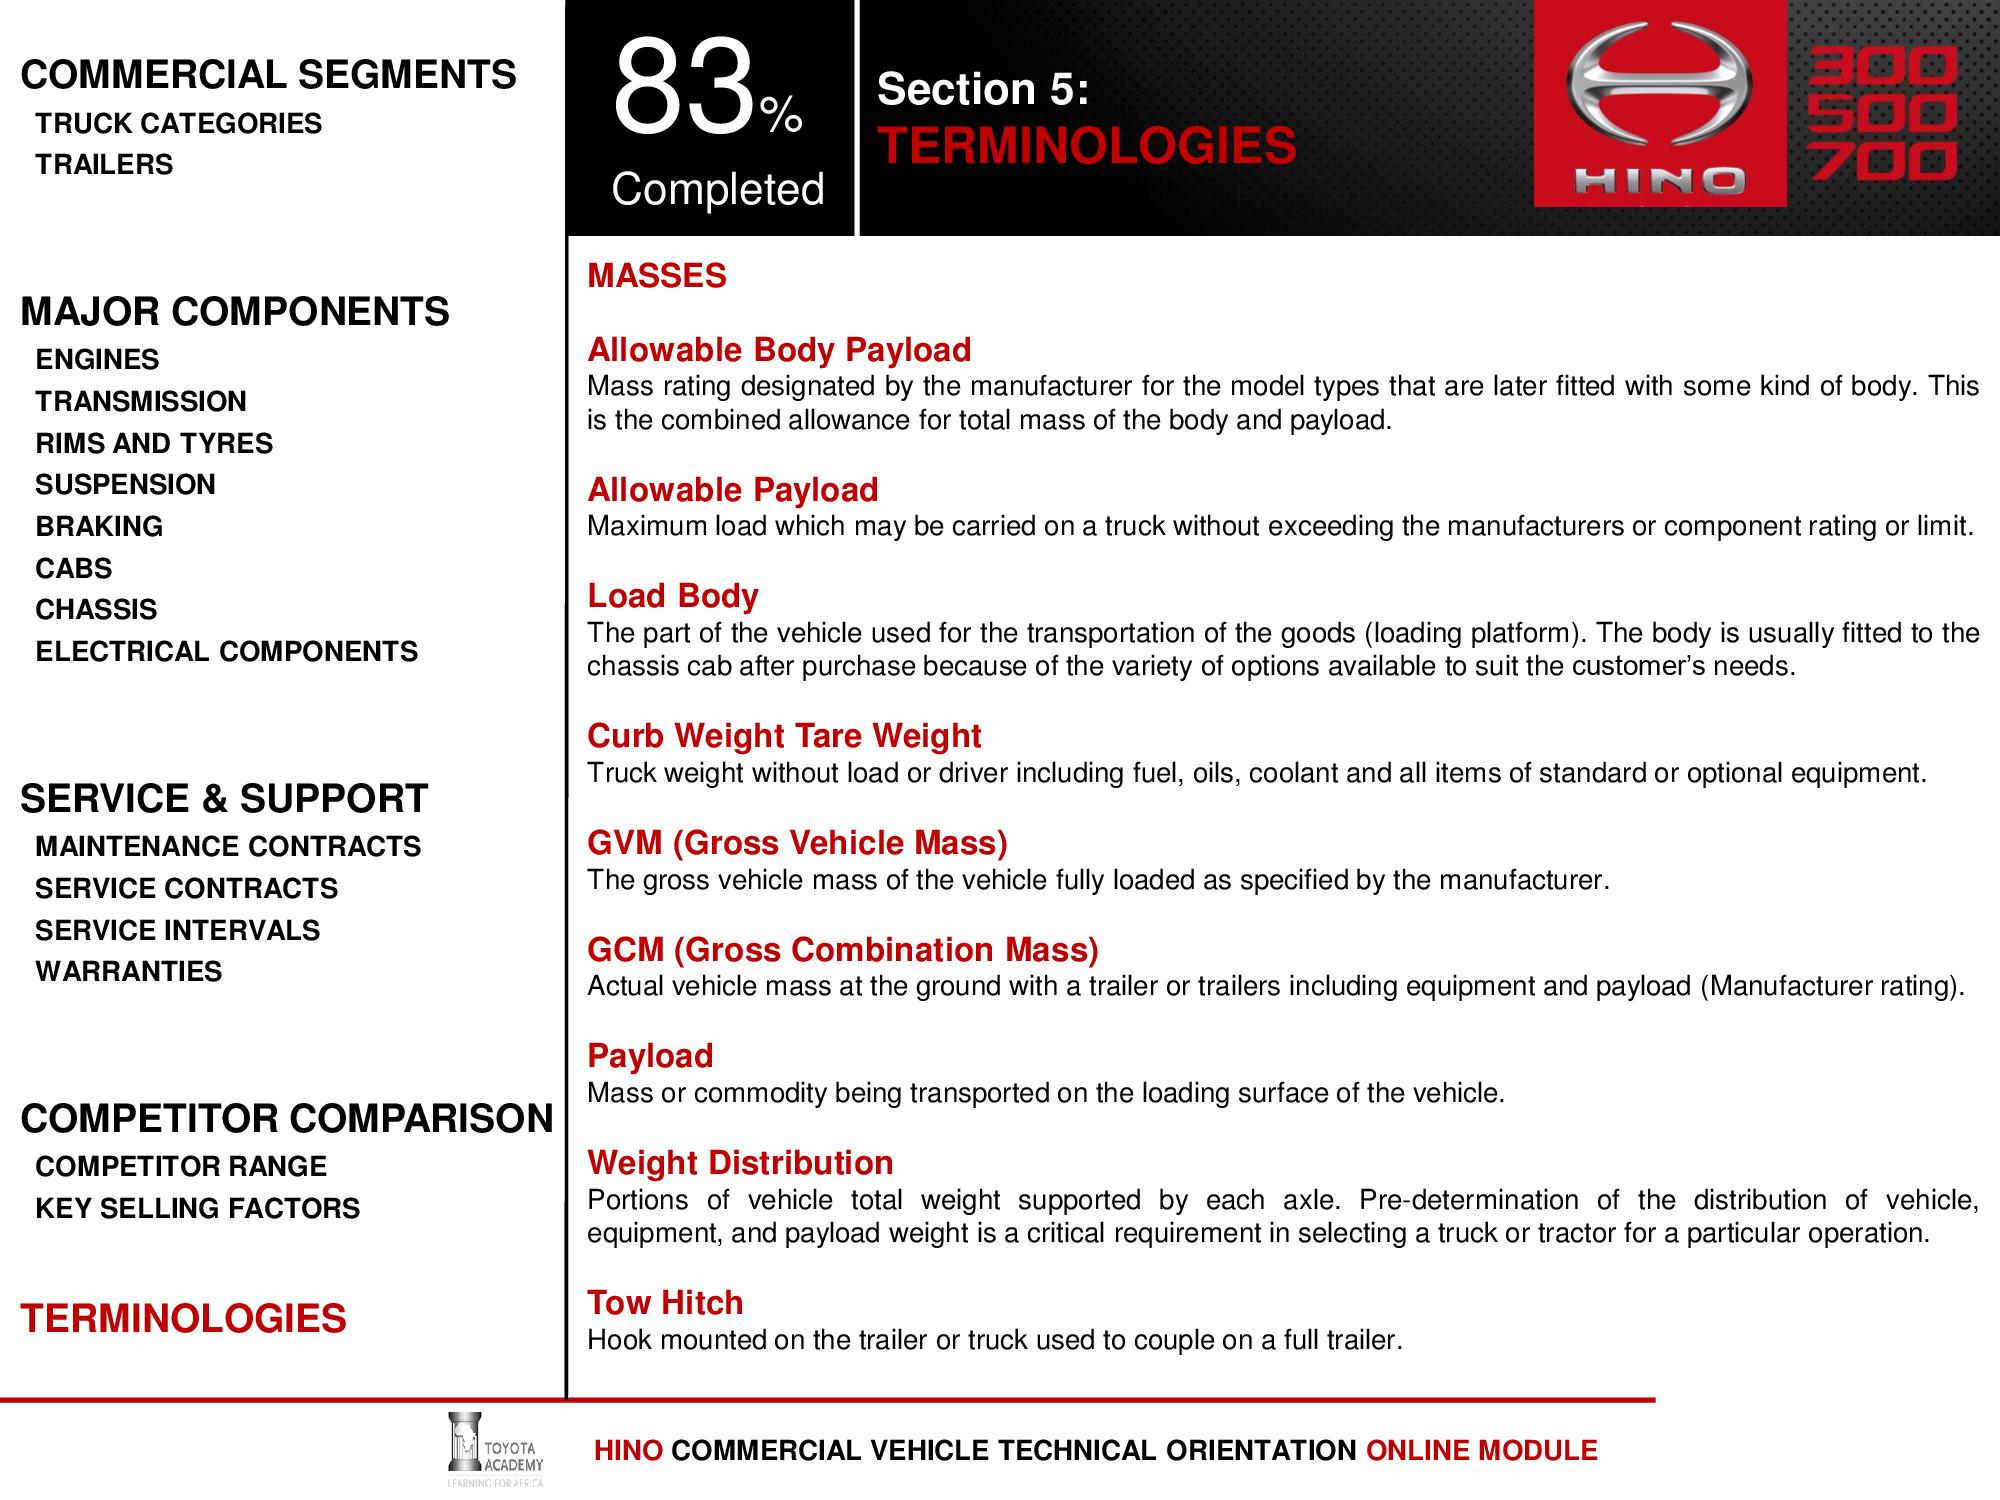 COMMERCIAL SEGMENTS
TRUCK CATEGORIES
TRAILERS
MAJOR COMPONENTS
ENGINES
TRANSMISSION
RIMS AND TYRES
SUSPENSION
BRAKING
CABS
CHASSIS
ELECTRICAL COMPONENTS
SERVICE & SUPPORT
MAINTENANCE CONTRACTS
SERVICE CONTRACTS
SERVICE INTERVALS
WARRANTIES
COMPETITOR COMPARISON
COMPETITOR RANGE
KEY SELLING FACTORS
TERMINOLOGIES
83%
Completed
Section 5:
TERMINOLOGIES
HINO
300
500
700
MASSES
Allowable Body Payload
Mass rating designated by the manufacturer for the model types that are later fitted with some kind of body. This
is the combined allowance for total mass of the body and payload.
Allowable Payload
Maximum load which may be carried on a truck without exceeding the manufacturers or component rating or limit.
Load Body
The part of the vehicle used for the transportation of the goods (loading platform). The body is usually fitted to the
chassis cab after purchase because of the variety of options available to suit the customer’s needs.
Curb Weight Tare Weight
Truck weight without load or driver including fuel, oils, coolant and all items of standard or optional equipment.
GVM (Gross Vehicle Mass)
The gross vehicle mass of the vehicle fully loaded as specified by the manufacturer.
GCM (Gross Combination Mass)
Actual vehicle mass at the ground with a trailer or trailers including equipment and payload (Manufacturer rating).
Payload
Mass or commodity being transported on the loading surface of the vehicle.
Weight Distribution
Portions of vehicle total weight supported by each axle. Pre-determination of the distribution of vehicle,
equipment, and payload weight is a critical requirement in selecting a truck or tractor for a particular operation.
Tow Hitch
Hook mounted on the trailer or truck used to couple on a full trailer.
TOYOTA
ACADEMY
LEARNING FOR AFRICA
HINO COMMERCIAL VEHICLE TECHNICAL ORIENTATION ONLINE MODULE